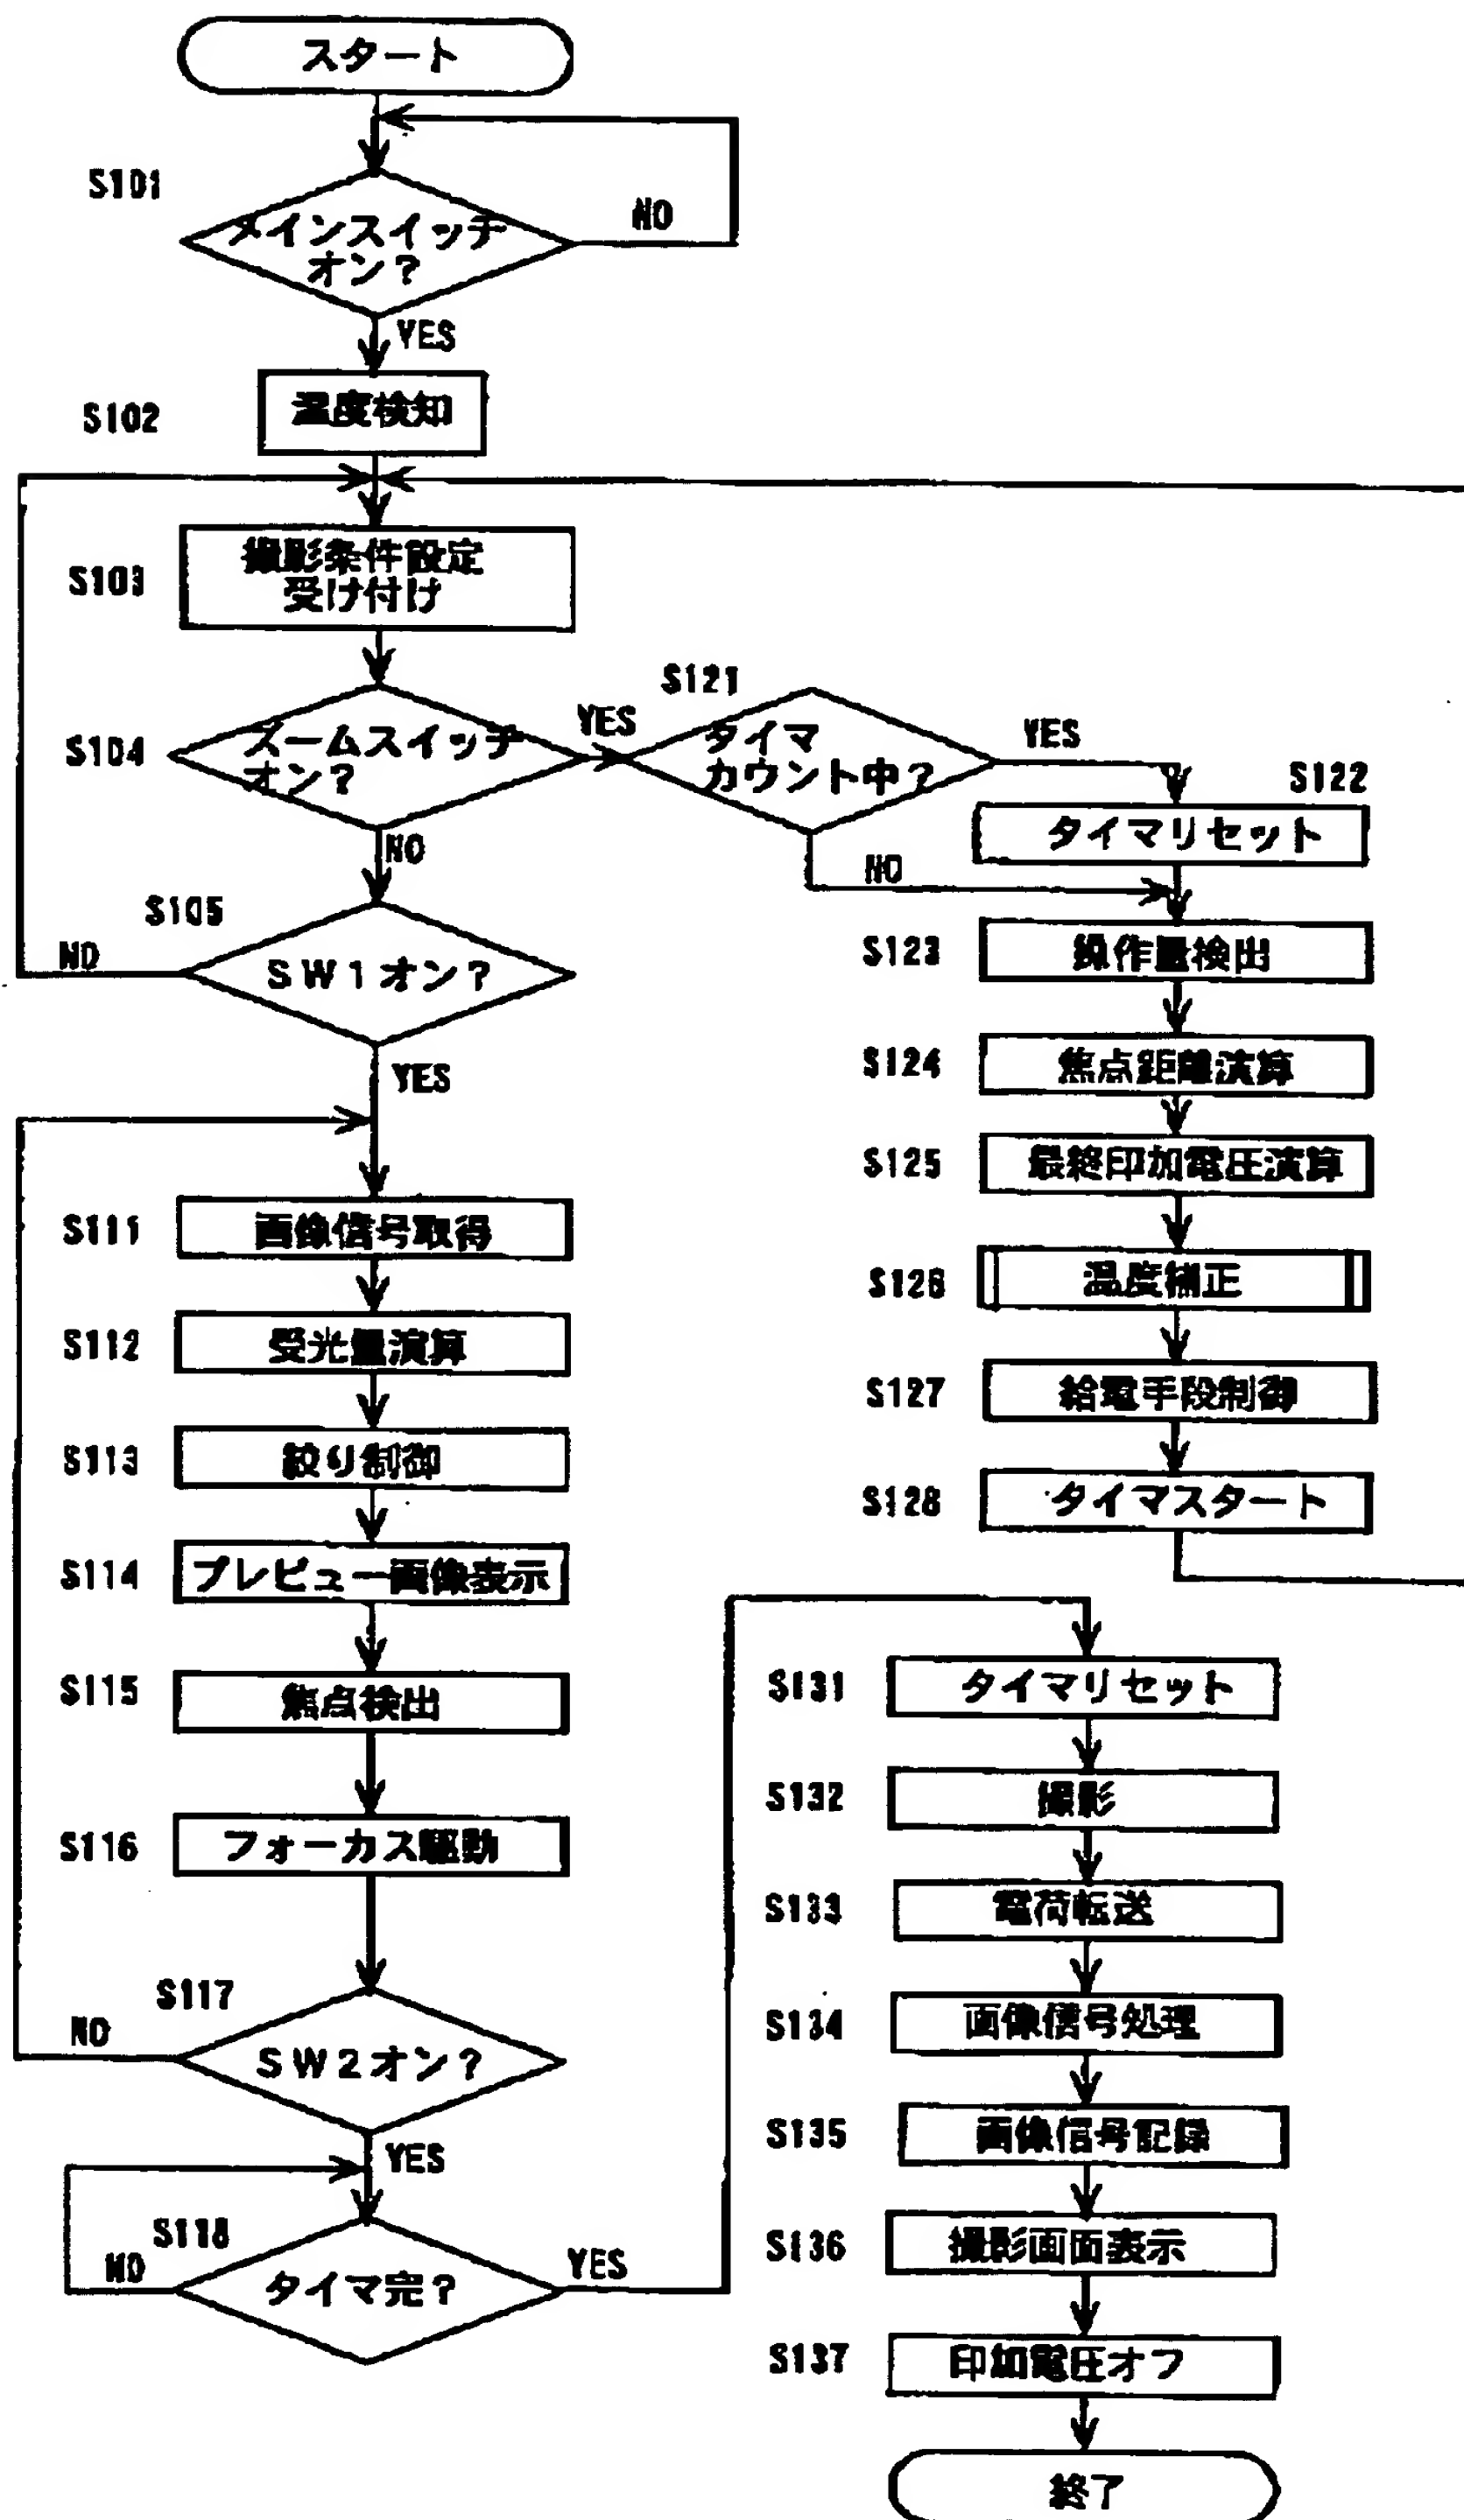 スタート
S101
メインスイッチ
オン?
NO
YES
S102
温度検知
S103
撮影条件設定
受け付け
S104
ズームスイッチ
オン?
YES
NO
S105
SW1オン?
NO
YES
S111
画像信号取得
S112
受光量演算
S113
絞り制御
S114
プレビュー画像表示
S115
焦点検出
S116
フォーカス駆動
S117
SW2オン?
NO
YES
S118
タイマ完?
NO
YES
S121
タイマ
カウント中?
YES
NO
S122
タイマリセット
S123
操作量検出
S124
焦点距離演算
S125
最終印加電圧演算
S126
温度補正
S127
給電手段制御
S128
タイマスタート
S131
タイマリセット
S132
撮影
S133
電荷転送
S134
画像信号処理
S135
画像信号記録
S136
撮影画面表示
S137
印加電圧オフ
終了